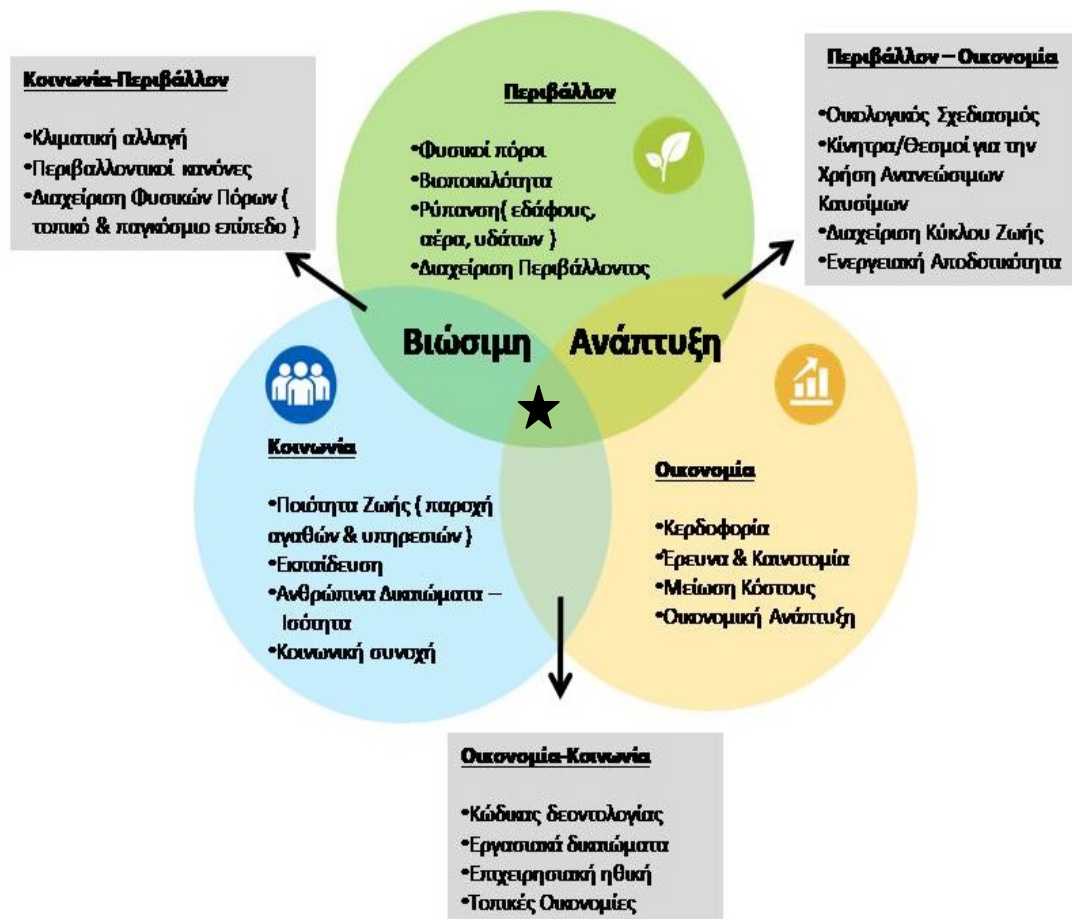 Κοινωνία-Περιβάλλον
•Κλιματική αλλαγή
•Περιβαλλοντικοί κανόνες
•Διαχείριση Φυσικών Πόρων (
τοπικό & παγκόσμιο επίπεδο )
Περιβάλλον
•Φυσικοί πόροι
•Βιοποικιλότητα
•Ρύπανση( εδάφους,
αέρα, υδάτων )
•Διαχείριση Περιβάλλοντος
Περιβάλλον – Οικονομία
•Οικολογικός Σχεδιασμός
•Κίνητρα/Θεσμοί για την
Χρήση Ανανεώσιμων
Καυσίμων
•Διαχείριση Κύκλου Ζωής
•Ενεργειακή Αποδοτικότητα
Βιώσιμη Ανάπτυξη
Κοινωνία
•Ποιότητα Ζωής ( παροχή
αγαθών & υπηρεσιών )
•Εκπαίδευση
•Ανθρώπινα Δικαιώματα –
Ισότητα
•Κοινωνική συνοχή
Οικονομία
•Κερδοφορία
•Έρευνα & Καινοτομία
•Μείωση Κόστους
•Οικονομική Ανάπτυξη
Οικονομία-Κοινωνία
•Κώδικας δεοντολογίας
•Εργασιακά δικαιώματα
•Επιχειρησιακή ηθική
•Τοπικές Οικονομίες